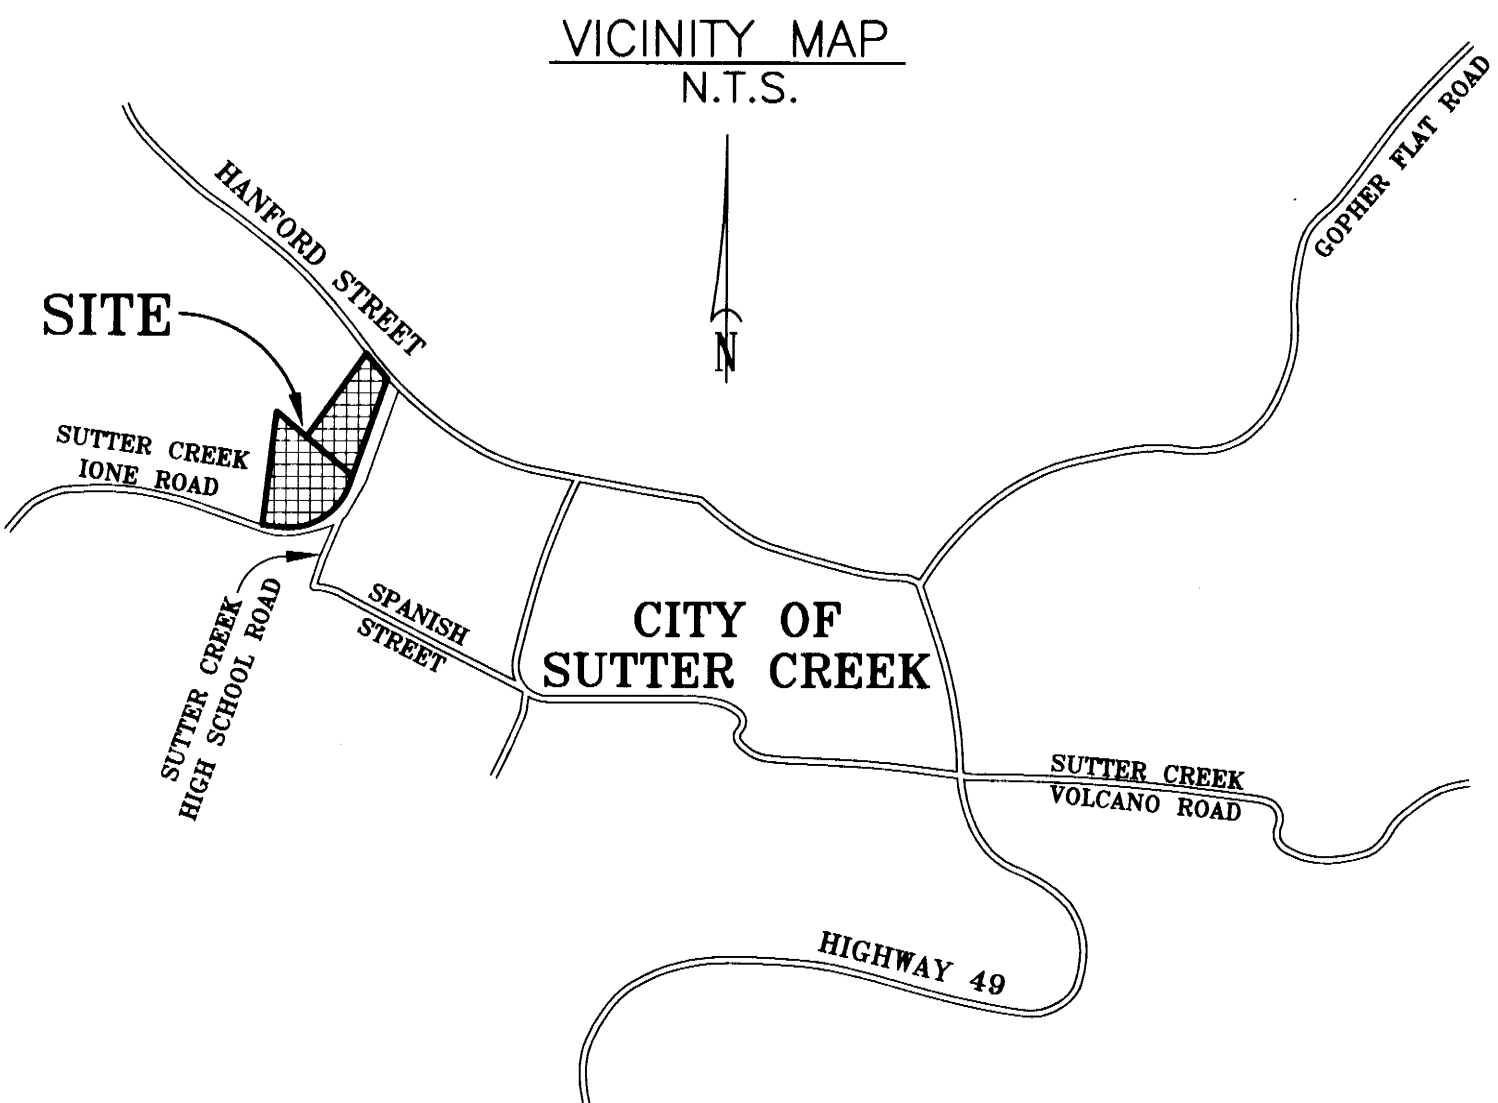 VICINITY MAP
N.T.S.
GOPHER FLAT ROAD
HANFORD STREET
SITE
N
SUTTER CREEK
IONE ROAD
SPANISH
STREET
CITY OF
SUTTER CREEK
SUTTER CREEK
HIGH SCHOOL ROAD
SUTTER CREEK
VOLCANO ROAD
HIGHWAY 49